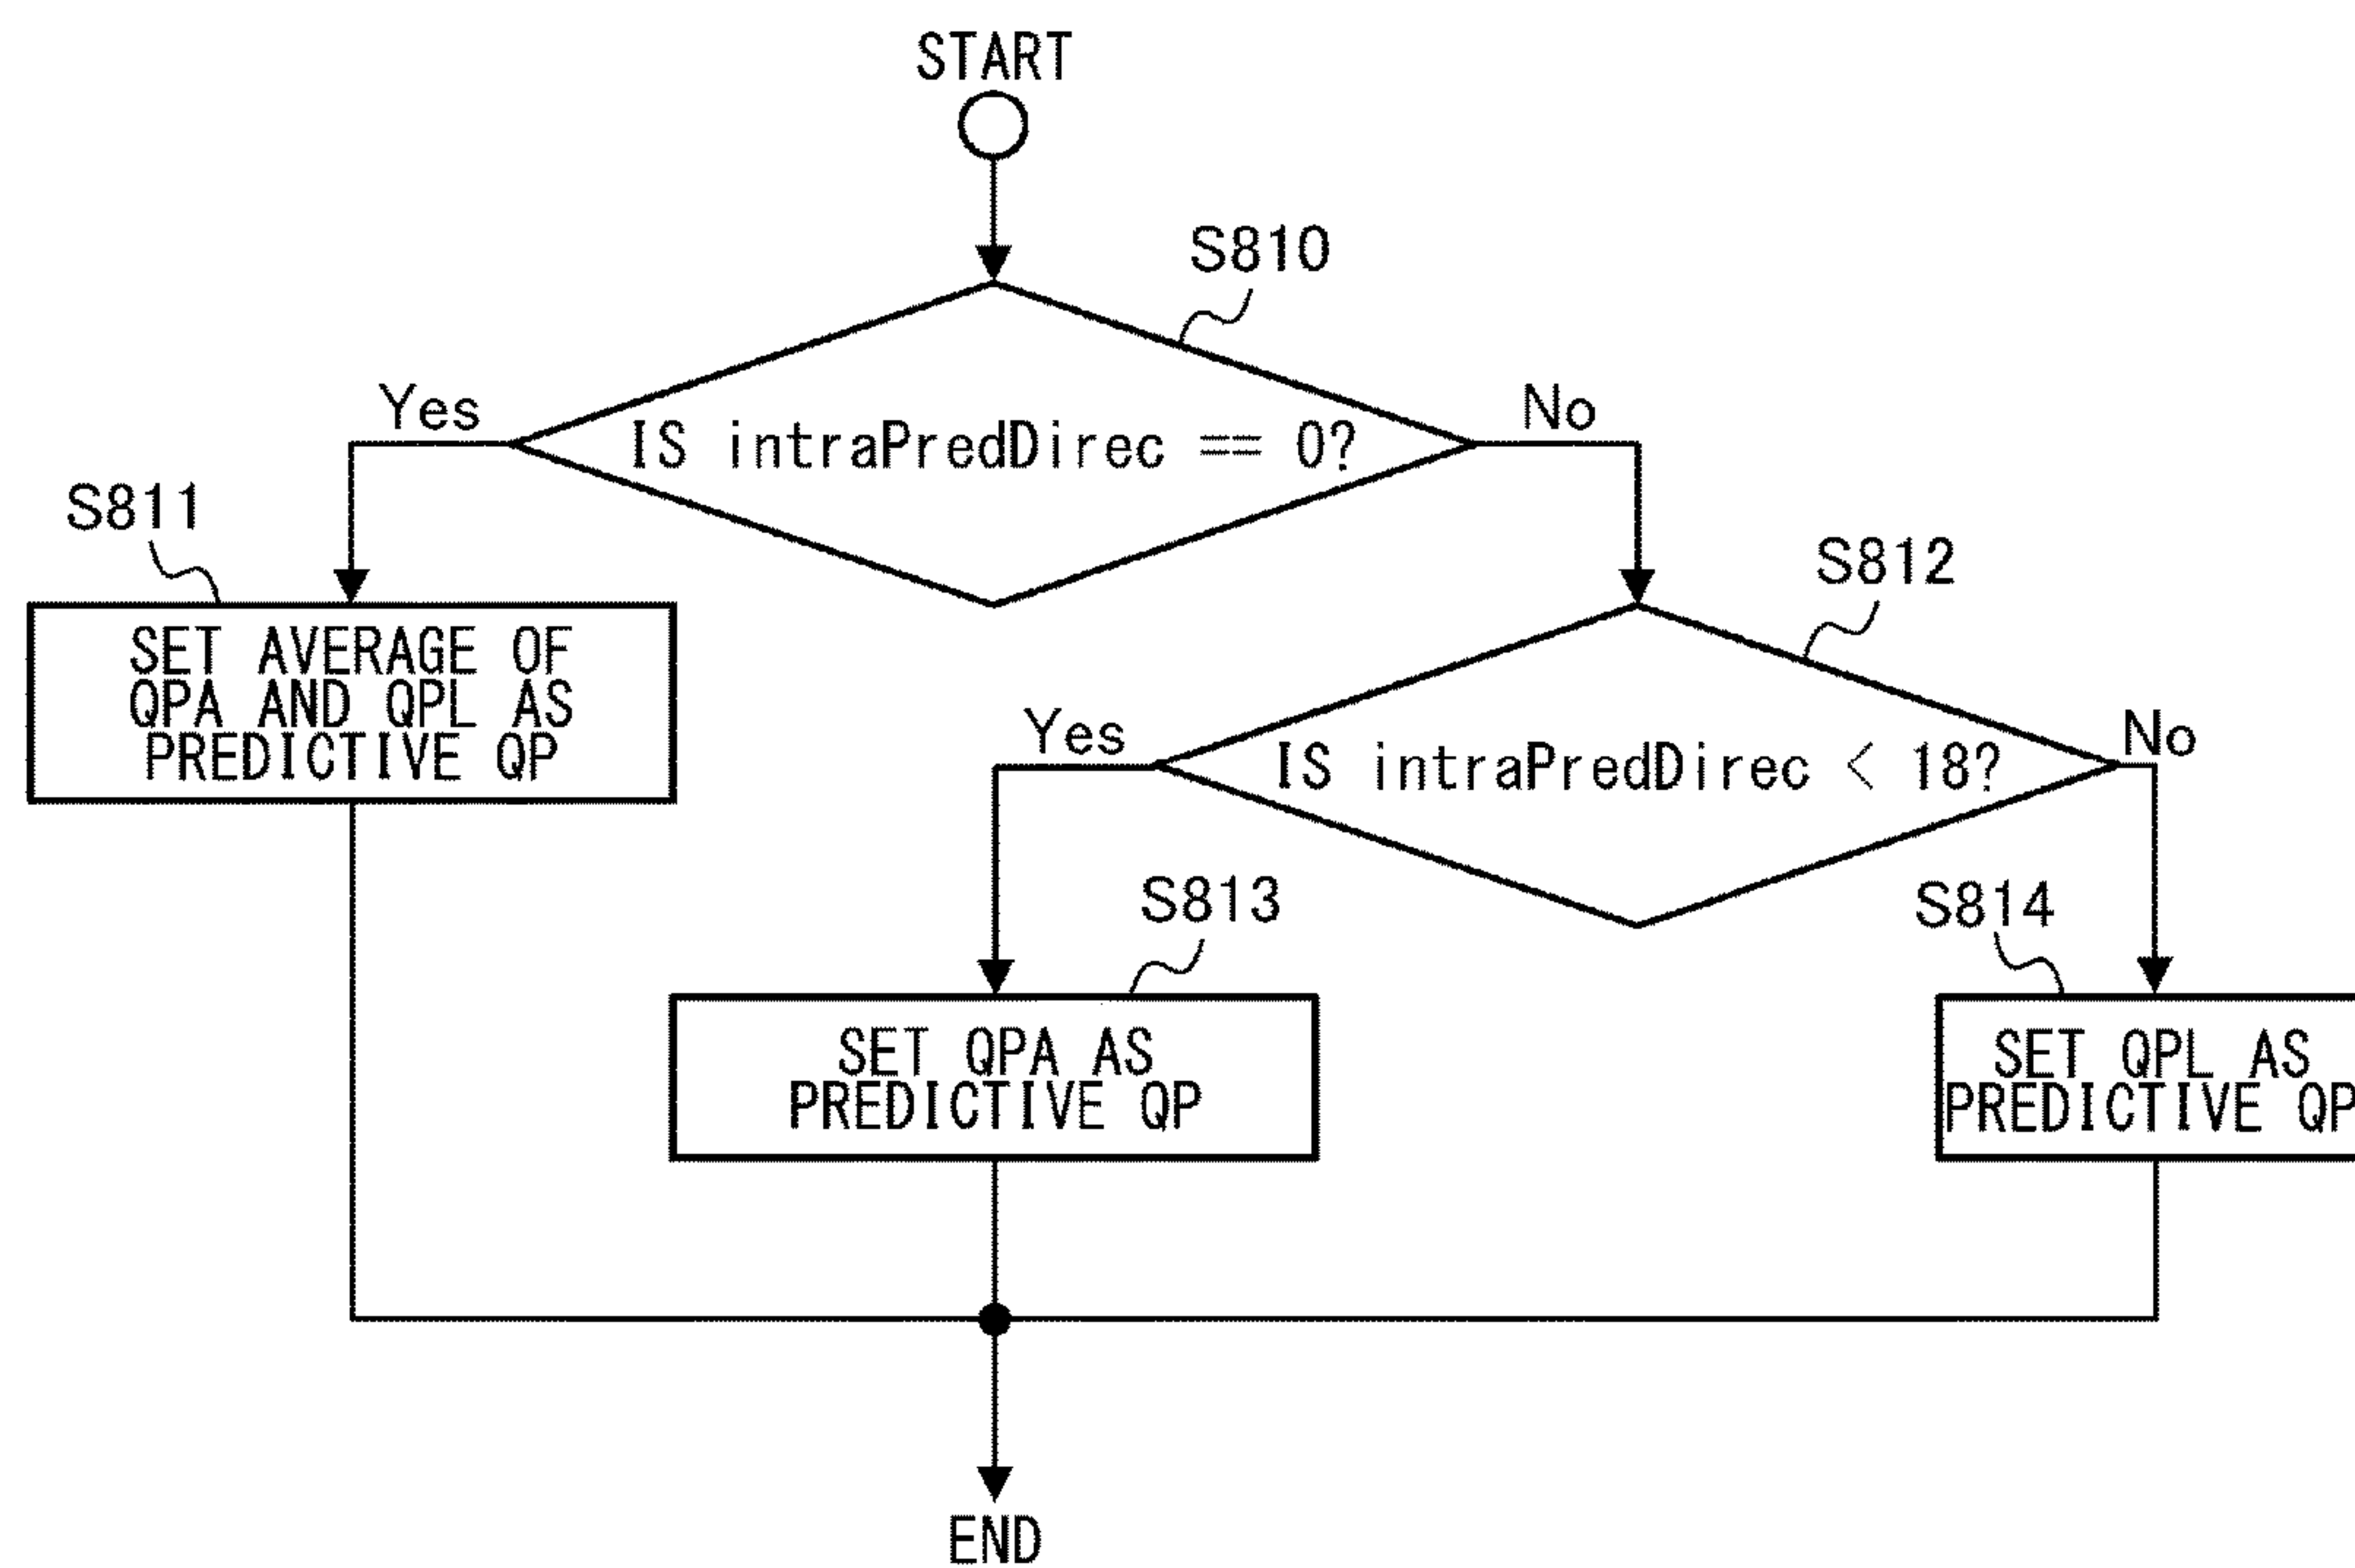 START
S810
Yes
No
IS intraPredDirec == 0?
S811
S812
SET AVERAGE OF
QPA AND QPL AS
PREDICTIVE QP
Yes
No
IS intraPredDirec < 18?
S813
S814
SET QPA AS
PREDICTIVE QP
SET QPL AS
PREDICTIVE QP
END